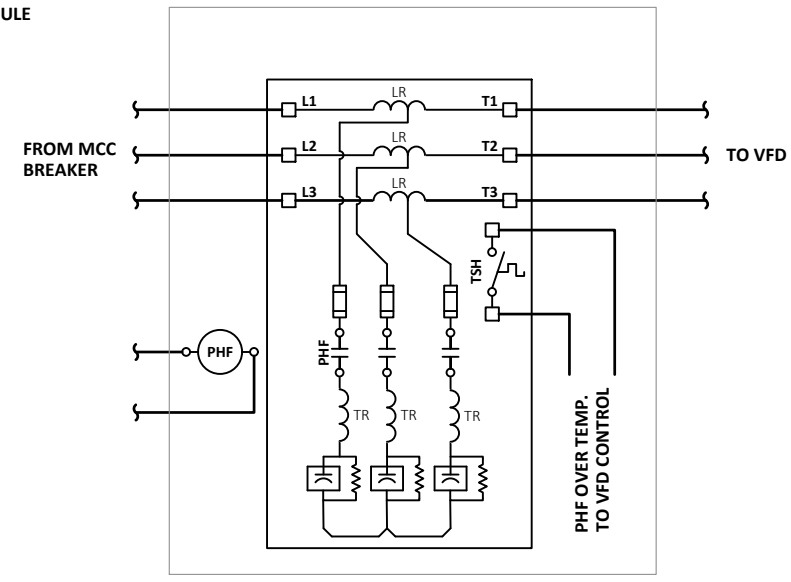 ULE
LR
L1
T1
LR
FROM MCC
BREAKER
L2
T2
TO VFD
LR
L3
T3
TSH
PHF
PHF
TR
TR
TR
PHF OVER TEMP.
TO VFD CONTROL